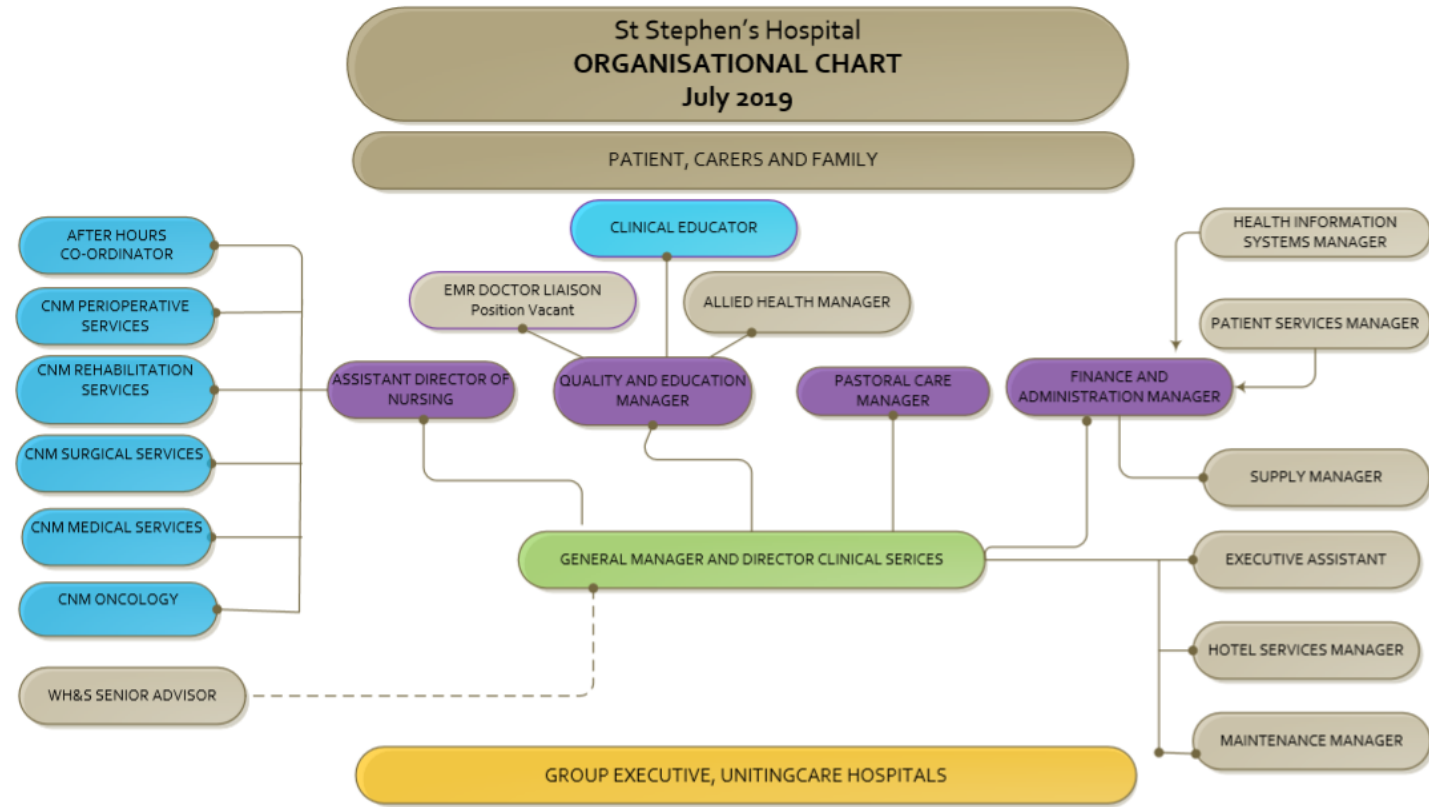 St Stephen's Hospital
ORGANISATIONAL CHART
July 2019
PATIENT, CARERS AND FAMILY
CLINICAL EDUCATOR
HEALTH INFORMATION
SYSTEMS MANAGER
AFTER HOURS
CO-ORDINATOR
EMR DOCTOR LIAISON
Position Vacant
ALLIED HEALTH MANAGER
CNM PERIOPERATIVE
SERVICES
PATIENT SERVICES MANAGER
CNM REHABILITATION
SERVICES
ASSISTANT DIRECTOR OF
NURSING
QUALITY AND EDUCATION
MANAGER
PASTORAL CARE
MANAGER
FINANCE AND
ADMINISTRATION MANAGER
CNM SURGICAL SERVICES
SUPPLY MANAGER
CNM MEDICAL SERVICES
GENERAL MANAGER AND DIRECTOR CLINICAL SERICES
EXECUTIVE ASSISTANT
CNM ONCOLOGY
HOTEL SERVICES MANAGER
WH&S SENIOR ADVISOR
MAINTENANCE MANAGER
GROUP EXECUTIVE, UNITINGCARE HOSPITALS